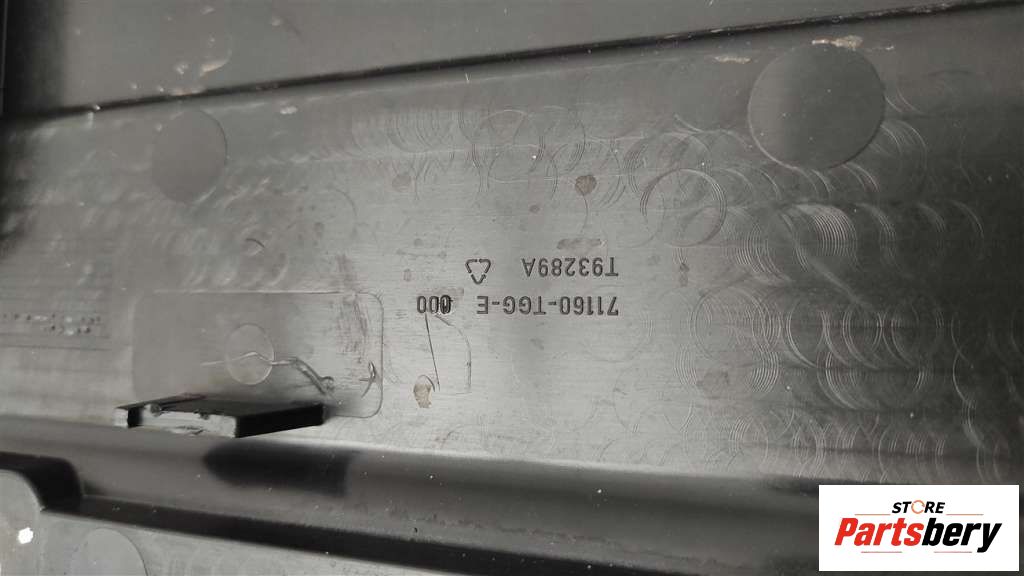 71160-TGG-E 000
T93289A
STORE
Partsbery